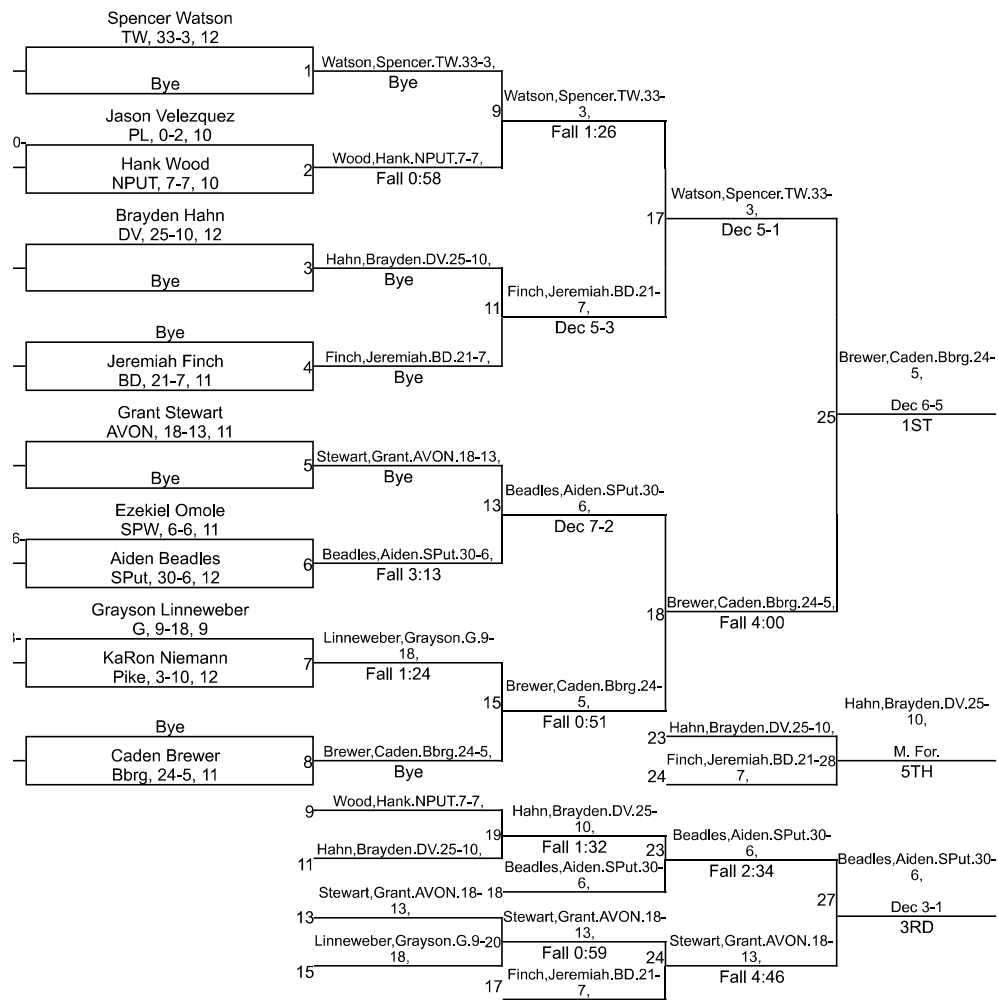 Spencer Watson
TW, 33-3, 12
Bye
1
Watson,Spencer.TW.33-3,
Bye
Jason Velezquez
PL, 0-2, 10
0-
Hank Wood
NPUT, 7-7, 10
2
Wood,Hank.NPUT.7-7,
Fall 0:58
9
Watson,Spencer.TW.33-
3,
Fall 1:26
Brayden Hahn
DV, 25-10, 12
Bye
3
Hahn,Brayden.DV.25-10,
Bye
Bye
Jeremiah Finch
BD, 21-7, 11
4
Finch,Jeremiah.BD.21-7,
Bye
11
Finch,Jeremiah.BD.21-
7,
Dec 5-3
17
Watson,Spencer.TW.33-
3,
Dec 5-1
Grant Stewart
AVON, 18-13, 11
Bye
5
Stewart,Grant.AVON.18-13,
Bye
Ezekiel Omole
SPW, 6-6, 11
6-
Aiden Beadles
SPut, 30-6, 12
6
Beadles,Aiden.SPut.30-6,
Fall 3:13
13
Beadles,Aiden.SPut.30-
6,
Dec 7-2
Grayson Linneweber
G, 9-18, 9
KaRon Niemann
Pike, 3-10, 12
7
Linneweber,Grayson.G.9-
18,
Fall 1:24
Bye
Caden Brewer
Bbrg, 24-5, 11
8
Brewer,Caden.Bbrg.24-5,
Bye
15
Brewer,Caden.Bbrg.24-
5,
Fall 0:51
18
Brewer,Caden.Bbrg.24-5,
Fall 4:00
25
Brewer,Caden.Bbrg.24-
5,
Dec 6-5
1ST
23
Hahn,Brayden.DV.25-10,
24
Finch,Jeremiah.BD.21-
7,
28
Hahn,Brayden.DV.25-
10,
M. For.
5TH
9
Wood,Hank.NPUT.7-7,
11
Hahn,Brayden.DV.25-10,
19
Hahn,Brayden.DV.25-
10,
Fall 1:32
18
Beadles,Aiden.SPut.30-
6,
23
Beadles,Aiden.SPut.30-
6,
Fall 2:34
13
Stewart,Grant.AVON.18-
13,
15
Linneweber,Grayson.G.9-
18,
20
Stewart,Grant.AVON.18-
13,
Fall 0:59
17
Finch,Jeremiah.BD.21-
7,
24
Stewart,Grant.AVON.18-
13,
Fall 4:46
27
Beadles,Aiden.SPut.30-
6,
Dec 3-1
3RD